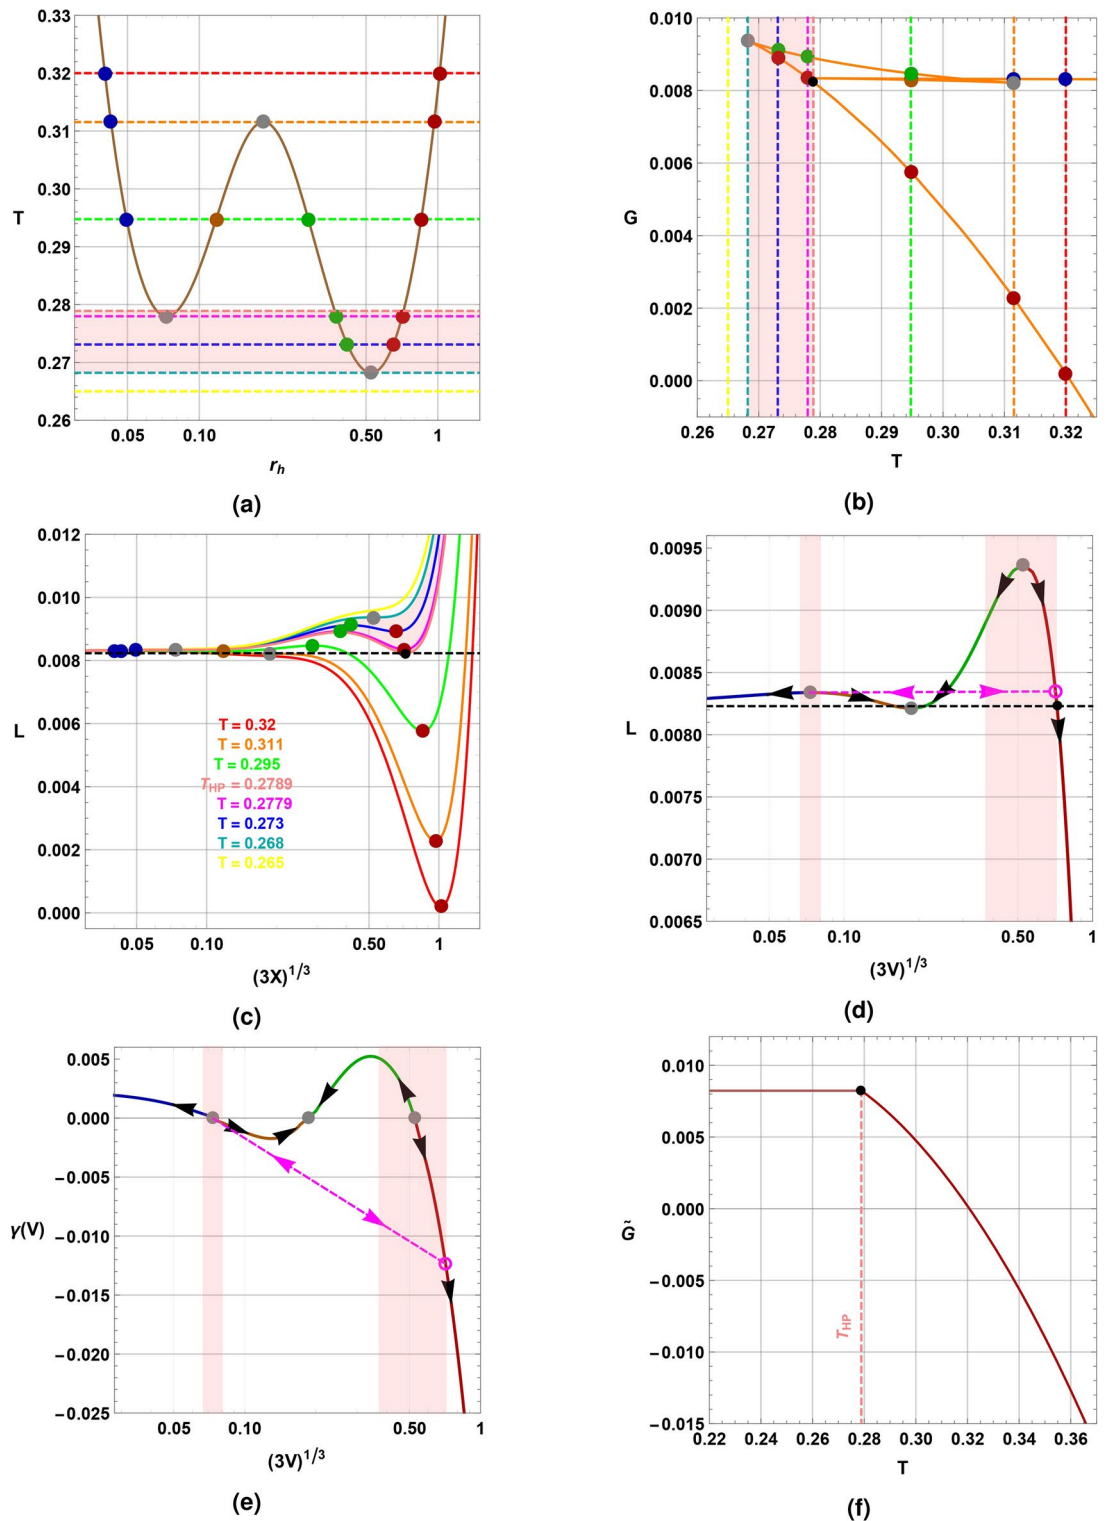 0.33
0.32
0.31
0.30
T
0.29
0.28
0.27
0.26
0.05 0.10 0.50 1
r_h
(a)
0.010
0.008
0.006
G
0.004
0.002
0.000
0.26 0.27 0.28 0.29 0.30 0.31 0.32
T
(b)
0.012
0.010
0.008
L
0.006
0.004
0.002
0.000
T = 0.32
T = 0.311
T = 0.295
T_HP = 0.2789
T = 0.2779
T = 0.273
T = 0.268
T = 0.265
0.05 0.10 0.50 1
(3X)^1/3
(c)
0.0095
0.0090
0.0085
L 0.0080
0.0075
0.0070
0.0065
0.05 0.10 0.50 1
(3V)^1/3
(d)
0.005
0.000
−0.005
γ(V) −0.010
−0.015
−0.020
−0.025
0.05 0.10 0.50 1
(3V)^1/3
(e)
0.010
0.005
0.000
G̃
−0.005
−0.010
−0.015
T_HP
0.22 0.24 0.26 0.28 0.30 0.32 0.34 0.36
T
(f)